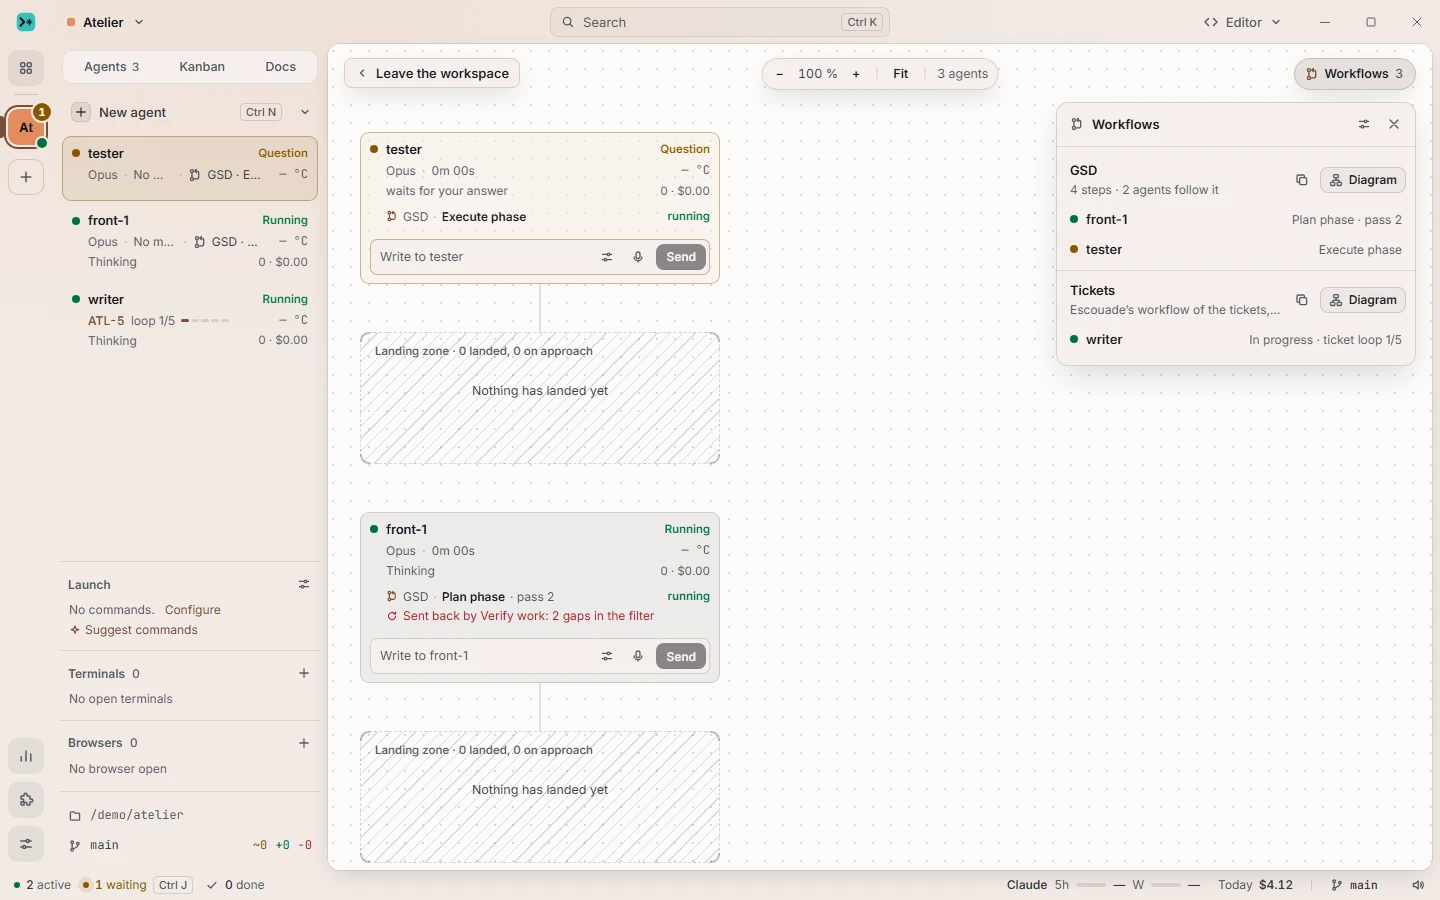 Atelier
Search
Ctrl K
Editor
Agents 3
Kanban
Docs
Leave the workspace
− 100 % +
Fit
3 agents
Workflows 3
New agent
Ctrl N
At
1
tester
Question
Opus · No ... · GSD · E...
– °C
front-1
Running
Opus · No m... · GSD · ...
– °C
Thinking
0 · $0.00
writer
Running
ATL-5 loop 1/5
– °C
Thinking
0 · $0.00
Launch
No commands. Configure
Suggest commands
Terminals 0
No open terminals
Browsers 0
No browser open
/demo/atelier
main
~0 +0 -0
tester
Question
Opus · 0m 00s
– °C
waits for your answer
0 · $0.00
GSD · Execute phase
running
Write to tester
Send
Landing zone · 0 landed, 0 on approach
Nothing has landed yet
front-1
Running
Opus · 0m 00s
– °C
Thinking
0 · $0.00
GSD · Plan phase · pass 2
running
Sent back by Verify work: 2 gaps in the filter
Write to front-1
Send
Landing zone · 0 landed, 0 on approach
Nothing has landed yet
Workflows
GSD
4 steps · 2 agents follow it
Diagram
front-1
Plan phase · pass 2
tester
Execute phase
Tickets
Escouade’s workflow of the tickets,...
Diagram
writer
In progress · ticket loop 1/5
2 active
1 waiting
Ctrl J
0 done
Claude 5h — W —
Today $4.12
main